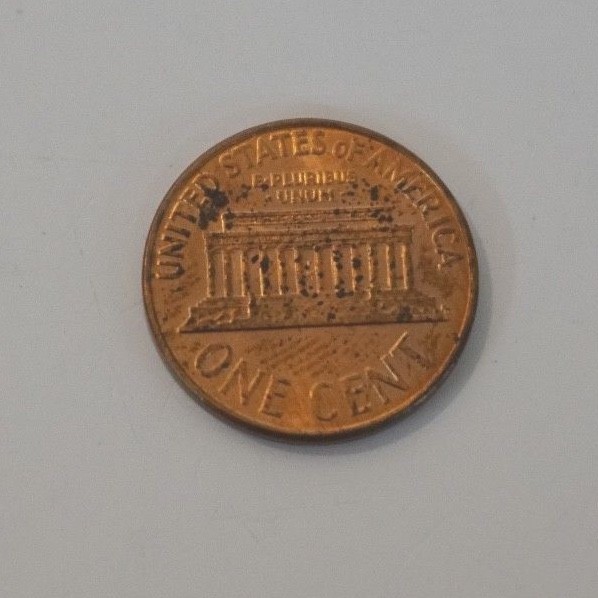 UNITED STATES oF AMERICA
E·PLURIBUS
·UNUM·
ONE CENT